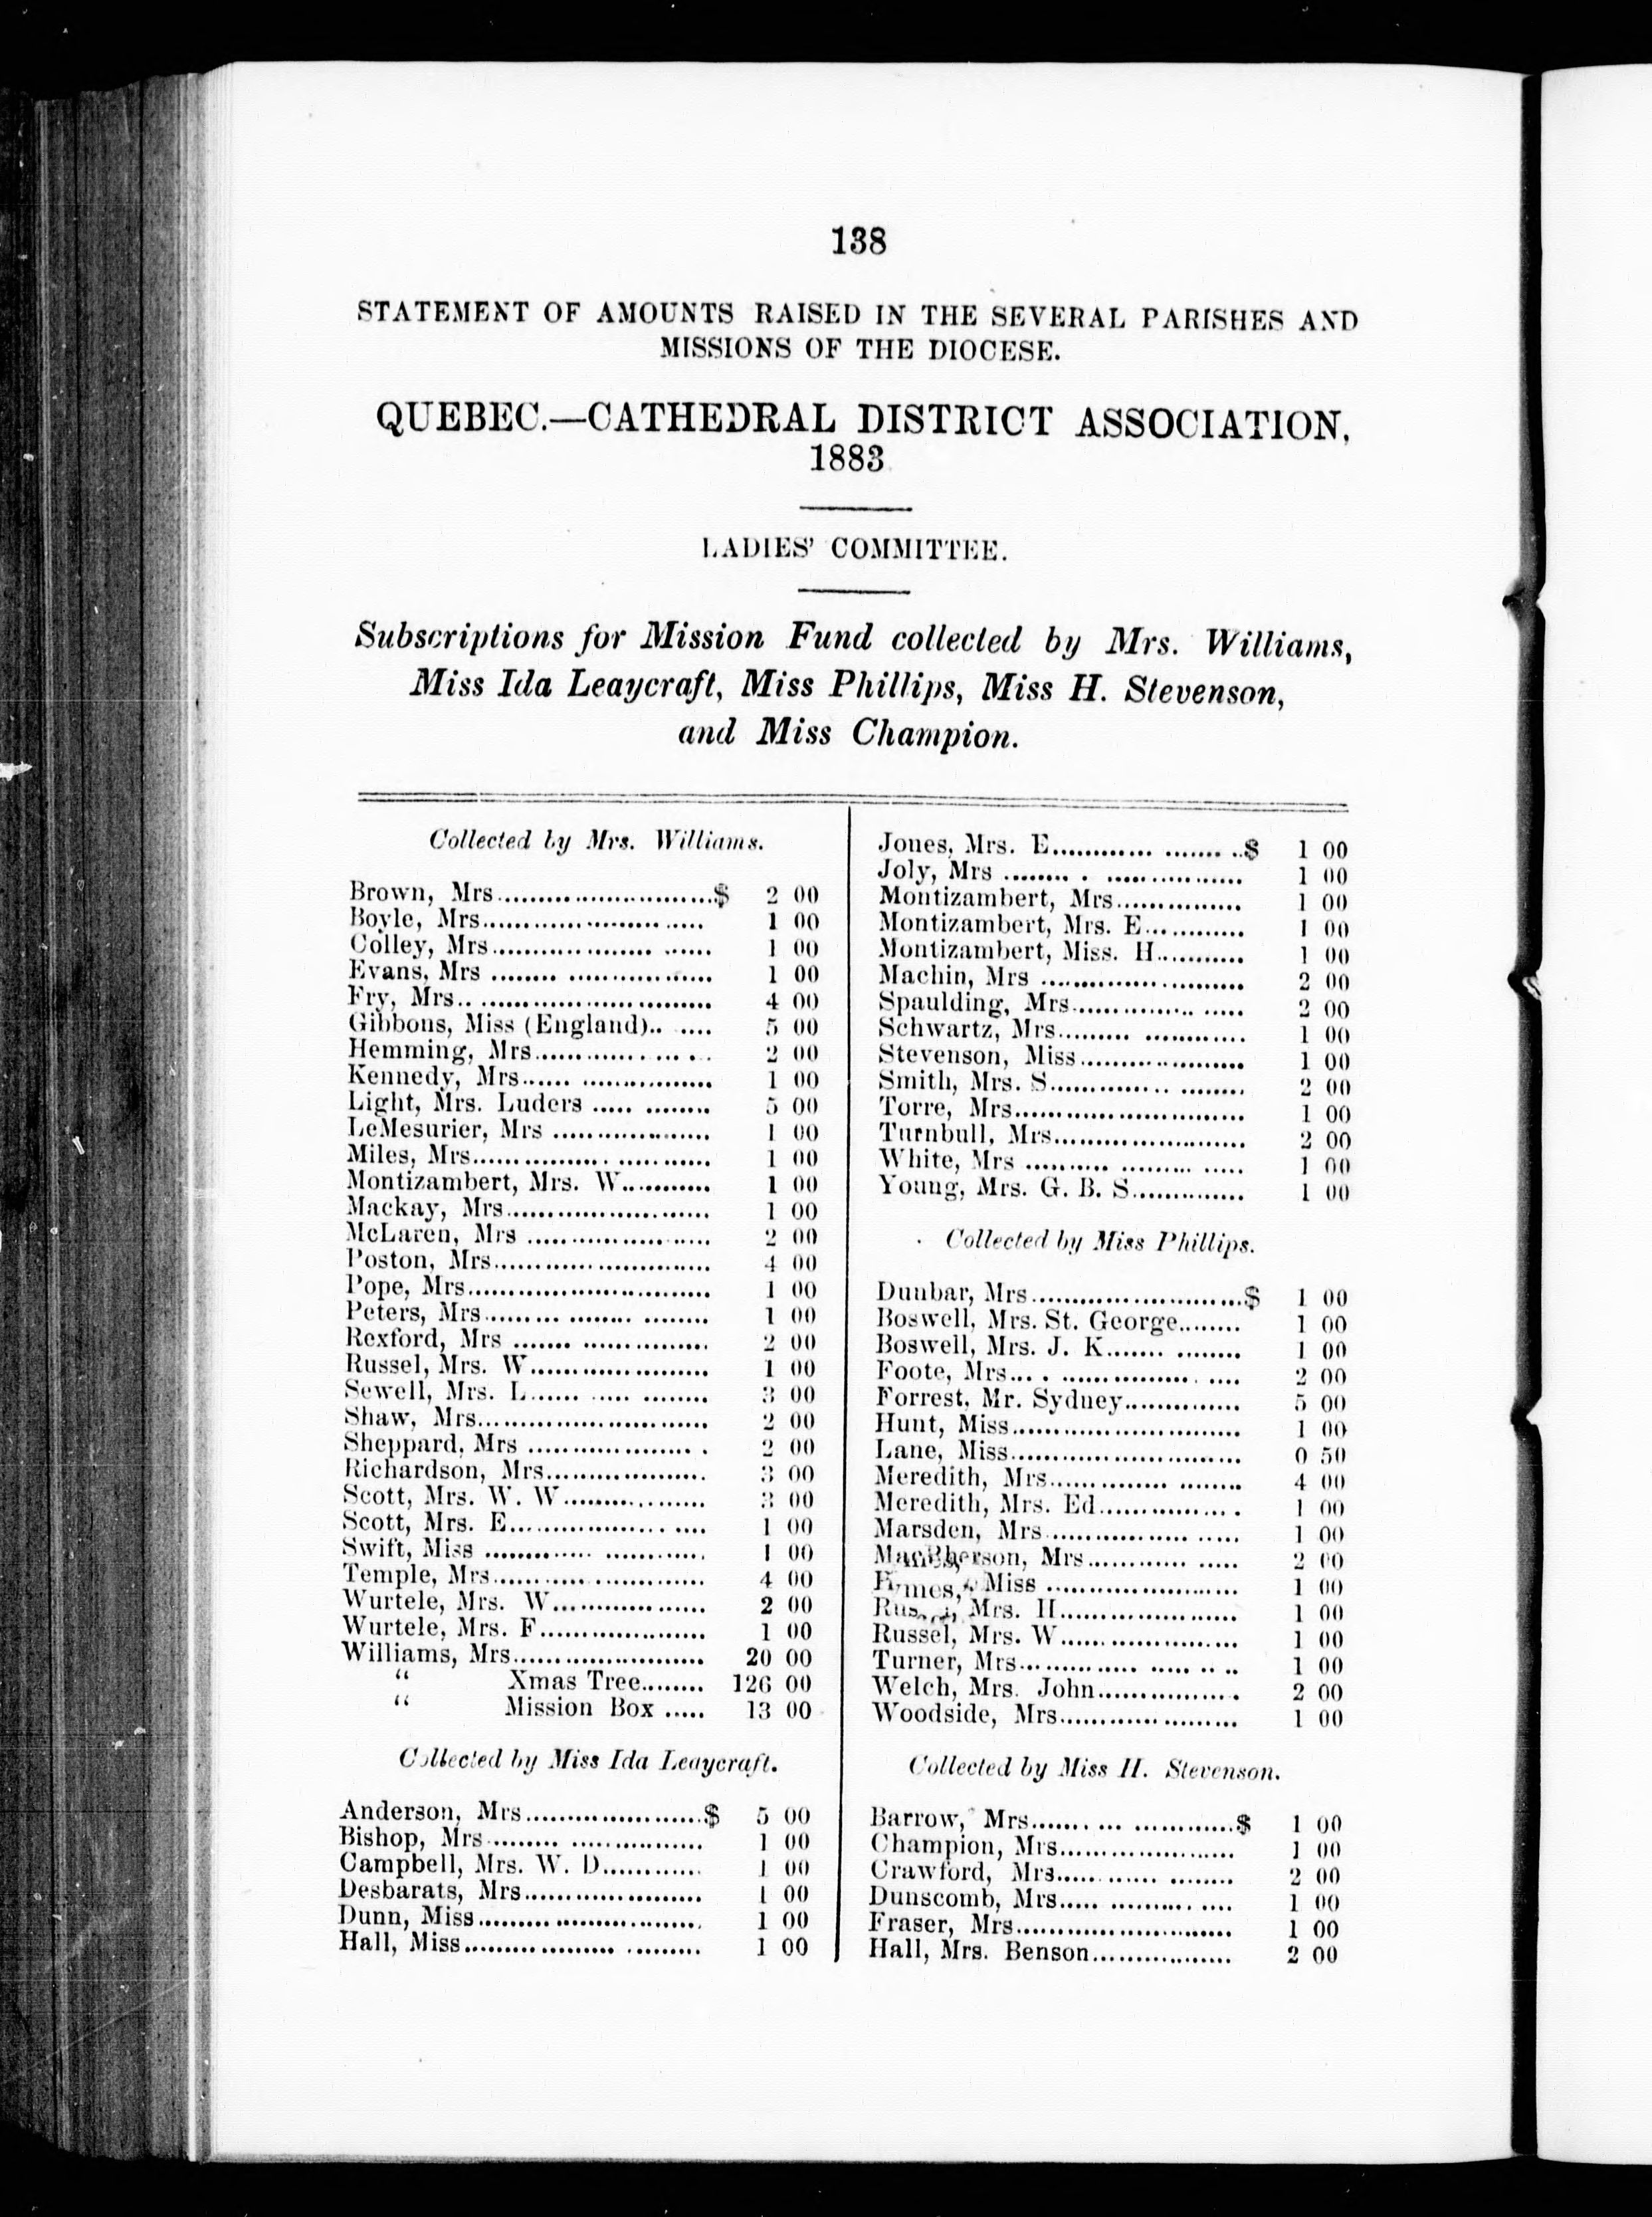 138
STATEMENT OF AMOUNTS RAISED IN THE SEVERAL PARISHES AND
MISSIONS OF THE DIOCESE.
QUEBEC.—CATHEDRAL DISTRICT ASSOCIATION,
1883
LADIES' COMMITTEE.
Subscriptions for Mission Fund collected by Mrs. Williams,
Miss Ida Leaycraft, Miss Phillips, Miss H. Stevenson,
and Miss Champion.
Collected by Mrs. Williams.
Brown, Mrs...........................$ 2 00
Boyle, Mrs........................... 1 00
Colley, Mrs.......................... 1 00
Evans, Mrs .......................... 1 00
Fry, Mrs............................. 4 00
Gibbons, Miss (England)...... 5 00
Hemming, Mrs..................... 2 00
Kennedy, Mrs...................... 1 00
Light, Mrs. Luders ............. 5 00
LeMesurier, Mrs ................... 1 00
Miles, Mrs............................ 1 00
Montizambert, Mrs. W........... 1 00
Mackay, Mrs......................... 1 00
McLaren, Mrs ...................... 2 00
Poston, Mrs.......................... 4 00
Pope, Mrs............................. 1 00
Peters, Mrs.......................... 1 00
Rexford, Mrs ....................... 2 00
Russel, Mrs. W...................... 1 00
Sewell, Mrs. L...................... 3 00
Shaw, Mrs............................ 2 00
Sheppard, Mrs ..................... 2 00
Richardson, Mrs................... 3 00
Scott, Mrs. W. W................. 3 00
Scott, Mrs. E....................... 1 00
Swift, Miss .......................... 1 00
Temple, Mrs......................... 4 00
Wurtele, Mrs. W................... 2 00
Wurtele, Mrs. F.................... 1 00
Williams, Mrs....................... 20 00
“ Xmas Tree........ 126 00
“ Mission Box ..... 13 00
Collected by Miss Ida Leaycraft.
Anderson, Mrs......................$ 5 00
Bishop, Mrs......................... 1 00
Campbell, Mrs. W. D............ 1 00
Desbarats, Mrs...................... 1 00
Dunn, Miss........................... 1 00
Hall, Miss............................ 1 00
Jones, Mrs. E.......................$ 1 00
Joly, Mrs ............................ 1 00
Montizambert, Mrs............... 1 00
Montizambert, Mrs. E............ 1 00
Montizambert, Miss. H........... 1 00
Machin, Mrs ........................ 2 00
Spaulding, Mrs..................... 2 00
Schwartz, Mrs...................... 1 00
Stevenson, Miss.................... 1 00
Smith, Mrs. S....................... 2 00
Torre, Mrs........................... 1 00
Turnbull, Mrs....................... 2 00
White, Mrs .......................... 1 00
Young, Mrs. G. B. S.............. 1 00
Collected by Miss Phillips.
Dunbar, Mrs.........................$ 1 00
Boswell, Mrs. St. George........ 1 00
Boswell, Mrs. J. K................ 1 00
Foote, Mrs........................... 2 00
Forrest, Mr. Sydney.............. 5 00
Hunt, Miss........................... 1 00
Lane, Miss........................... 0 50
Meredith, Mrs...................... 4 00
Meredith, Mrs. Ed................. 1 00
Marsden, Mrs....................... 1 00
MacPherson, Mrs................. 2 00
Miss ....................... 1 00
Mrs. H...................... 1 00
Russel, Mrs. W...................... 1 00
Turner, Mrs......................... 1 00
Welch, Mrs. John................. 2 00
Woodside, Mrs...................... 1 00
Collected by Miss H. Stevenson.
Barrow, Mrs.........................$ 1 00
Champion, Mrs..................... 1 00
Crawford, Mrs...................... 2 00
Dunscomb, Mrs.................... 1 00
Fraser, Mrs.......................... 1 00
Hall, Mrs. Benson................. 2 00